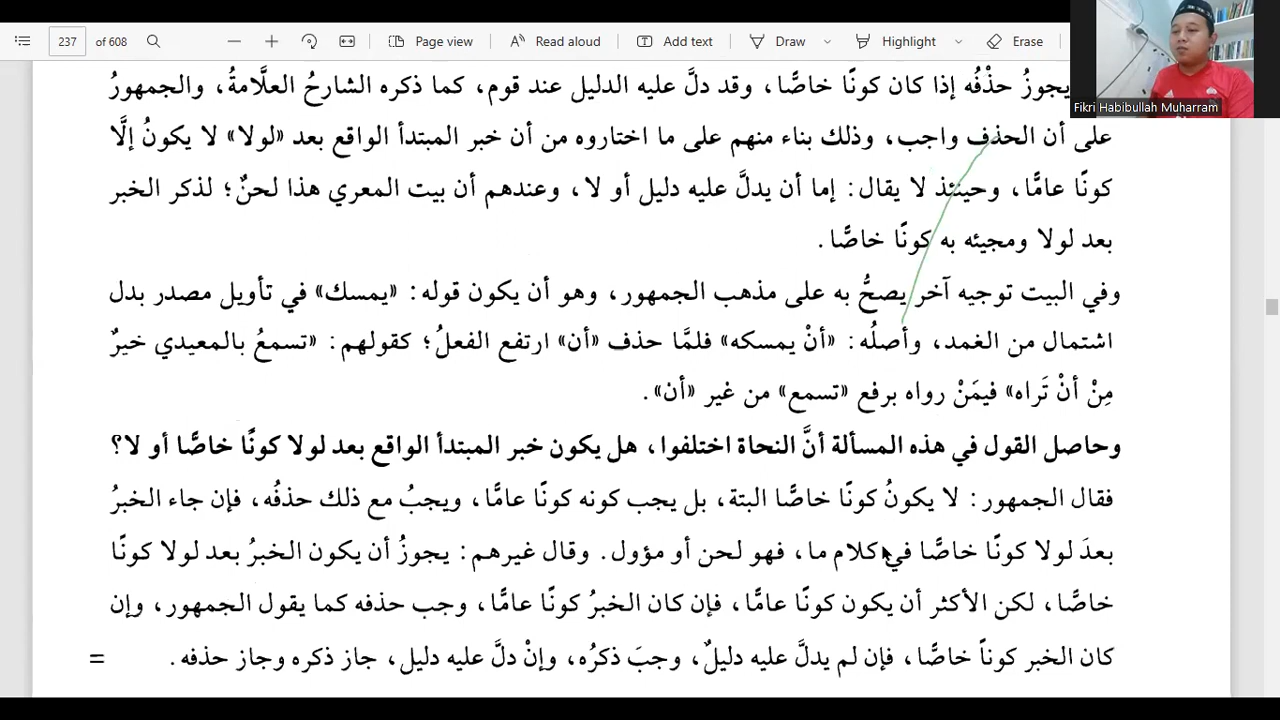 237 of 608 Page view Read aloud Add text Draw Highlight Erase
Fikri Habibullah Muharram
يجوزُ حذْفُه إذا كان كونًا خاصًّا، وقد دلَّ عليه الدليل عند قوم، كما ذكره الشارحُ العلَّامةُ، والجمهورُ
على أن الحذف واجب، وذلك بناء منهم على ما اختاروه من أن خبر المبتدأ الواقع بعد «لولا» لا يكونُ إلَّا
كونًا عامًّا، وحينئذ لا يقال: إما أن يدلَّ عليه دليل أو لا، وعندهم أن بيت المعري هذا لحنٌ؛ لذكر الخبر
بعد لولا ومجيئه به كونًا خاصًّا.
وفي البيت توجيه آخر يصحُّ به على مذهب الجمهور، وهو أن يكون قوله: «يمسك» في تأويل مصدر بدل
اشتمال من الغمد، وأصلُه: «أنْ يمسكه» فلمَّا حذف «أن» ارتفع الفعلُ؛ كقولهم: «تسمعُ بالمعيدي خيرٌ
مِنْ أنْ تَراه» فيمَنْ رواه برفع «تسمع» من غير «أن».
وحاصل القول في هذه المسألة أنَّ النحاة اختلفوا، هل يكون خبر المبتدأ الواقع بعد لولا كونًا خاصًّا أو لا؟
فقال الجمهور: لا يكونُ كونًا خاصًّا البتة، بل يجب كونه كونًا عامًّا، ويجبُ مع ذلك حذفُه، فإن جاء الخبرُ
بعدَ لولا كونًا خاصًّا في كلام ما، فهو لحن أو مؤول. وقال غيرهم: يجوزُ أن يكون الخبرُ بعد لولا كونًا
خاصًّا، لكن الأكثر أن يكون كونًا عامًّا، فإن كان الخبرُ كونًا عامًّا، وجب حذفه كما يقول الجمهور، وإن
كان الخبر كونًا خاصًّا، فإن لم يدلَّ عليه دليلٌ، وجبَ ذكرُه، وإنْ دلَّ عليه دليل، جاز ذكره وجاز حذفه. =